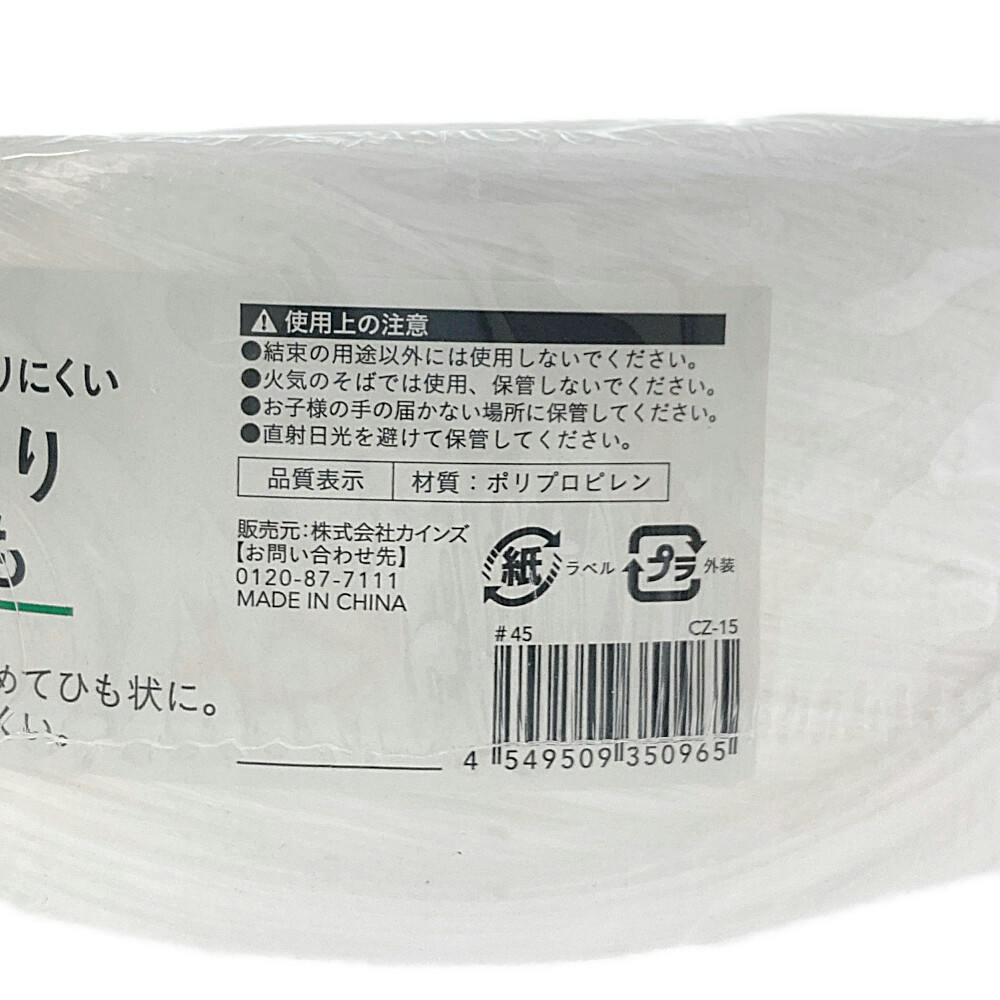 使用上の注意
●結束の用途以外には使用しないでください。
●火気のそばでは使用、保管しないでください。
●お子様の手の届かない場所に保管してください。
●直射日光を避けて保管してください。
品質表示 材質：ポリプロピレン
販売元：株式会社カインズ
【お問い合わせ先】
0120-87-7111
MADE IN CHINA
紙 ラベル プラ 外装
#45 CZ-15
4 549509 350965
りにくい
り
めてひも状に。
くい。